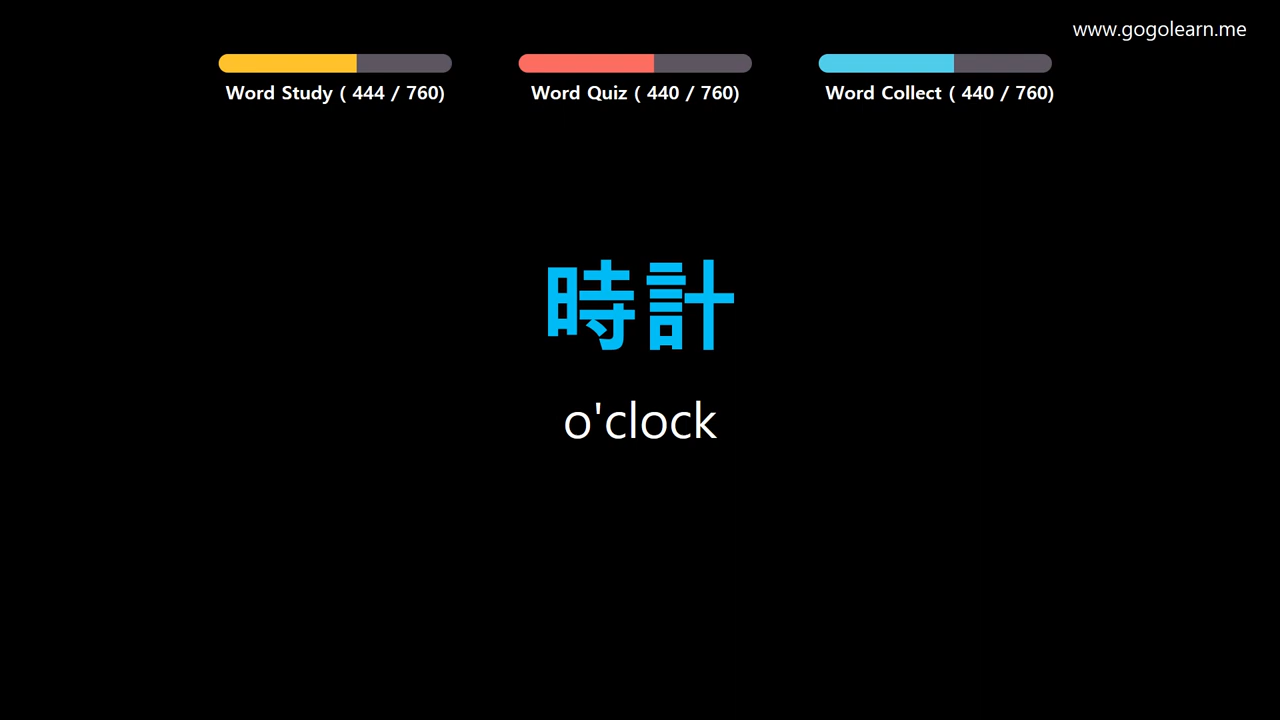 www.gogolearn.me
Word Study ( 444 / 760)
Word Quiz ( 440 / 760)
Word Collect ( 440 / 760)
時計
o'clock